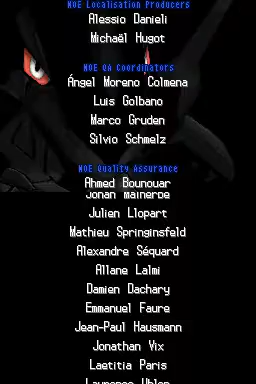 NOE Localisation Producers
Alessio Danieli
Michaël Hugot
NOE QA Coordinators
Ángel Moreno Colmena
Luis Golbano
Marco Gruden
Silvio Schmelz
NOE Quality Assurance
Ahmed Bounouar
Jonan Mainerbe
Julien Llopart
Mathieu Springinsfeld
Alexandre Séquard
Allane Lalmi
Damien Dachary
Emmanuel Faure
Jean-Paul Hausmann
Jonathan Vix
Laetitia Paris